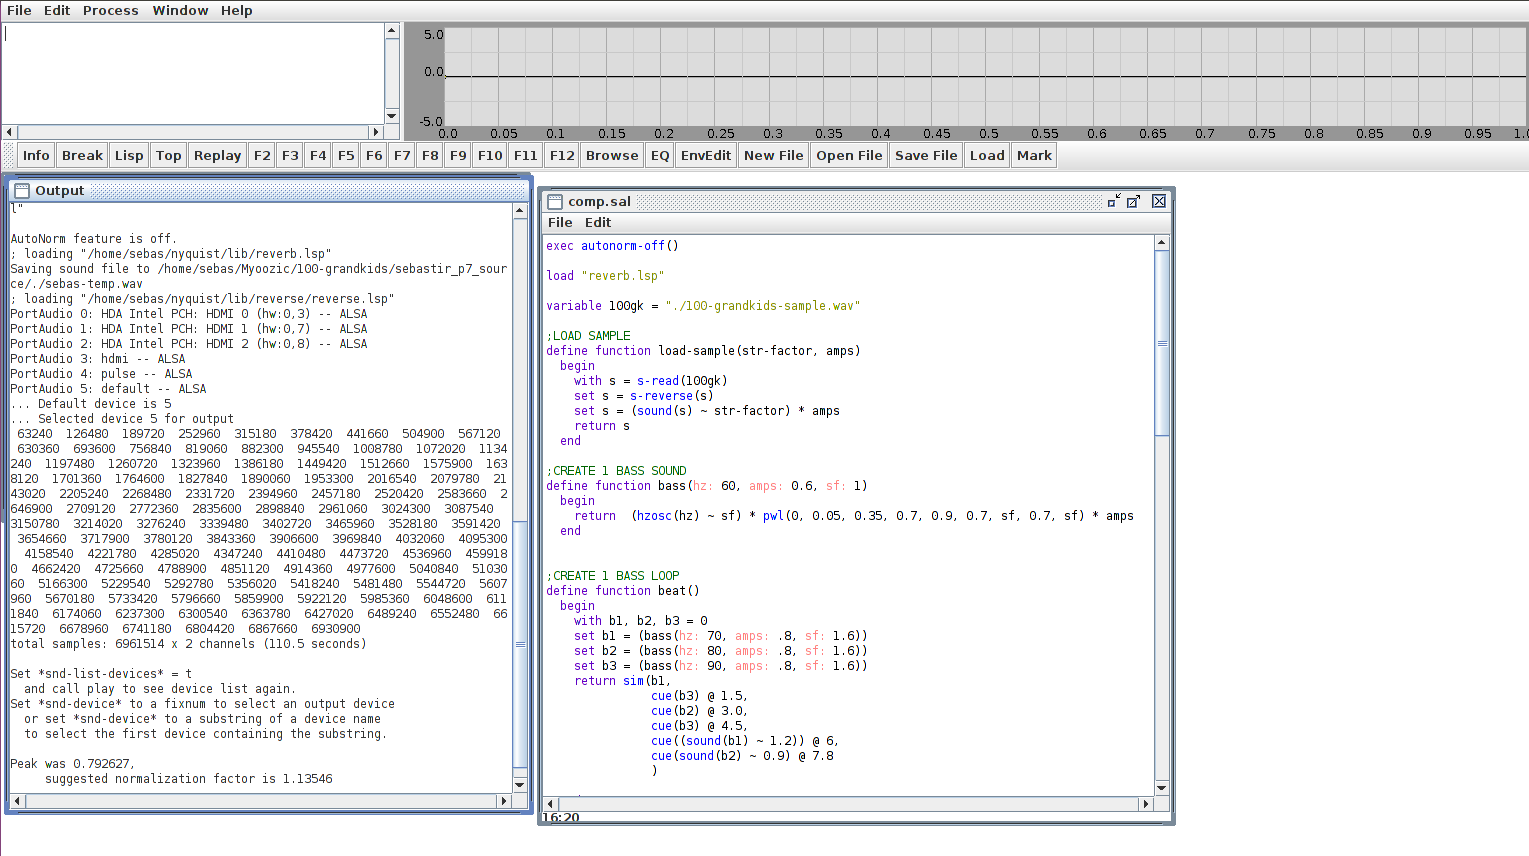 File Edit Process Window Help
5.0
0.0
-5.0
0.0 0.05 0.1 0.15 0.2 0.25 0.3 0.35 0.4 0.45 0.5 0.55 0.6 0.65 0.7 0.75 0.8 0.85 0.9 0.95 1.0
Info Break Lisp Top Replay F2 F3 F4 F5 F6 F7 F8 F9 F10 F11 F12 Browse EQ EnvEdit New File Open File Save File Load Mark
Output
l"
AutoNorm feature is off.
; loading "/home/sebas/nyquist/lib/reverb.lsp"
Saving sound file to /home/sebas/Myoozic/100-grandkids/sebastir_p7_sour
ce/./sebas-temp.wav
; loading "/home/sebas/nyquist/lib/reverse/reverse.lsp"
PortAudio 0: HDA Intel PCH: HDMI 0 (hw:0,3) -- ALSA
PortAudio 1: HDA Intel PCH: HDMI 1 (hw:0,7) -- ALSA
PortAudio 2: HDA Intel PCH: HDMI 2 (hw:0,8) -- ALSA
PortAudio 3: hdmi -- ALSA
PortAudio 4: pulse -- ALSA
PortAudio 5: default -- ALSA
... Default device is 5
... Selected device 5 for output
63240 126480 189720 252960 315180 378420 441660 504900 567120
630360 693600 756840 819060 882300 945540 1008780 1072020 1134
240 1197480 1260720 1323960 1386180 1449420 1512660 1575900 163
8120 1701360 1764600 1827840 1890060 1953300 2016540 2079780 21
43020 2205240 2268480 2331720 2394960 2457180 2520420 2583660 2
646900 2709120 2772360 2835600 2898840 2961060 3024300 3087540
3150780 3214020 3276240 3339480 3402720 3465960 3528180 3591420
3654660 3717900 3780120 3843360 3906600 3969840 4032060 4095300
4158540 4221780 4285020 4347240 4410480 4473720 4536960 459918
0 4662420 4725660 4788900 4851120 4914360 4977600 5040840 51030
60 5166300 5229540 5292780 5356020 5418240 5481480 5544720 5607
960 5670180 5733420 5796660 5859900 5922120 5985360 6048600 611
1840 6174060 6237300 6300540 6363780 6427020 6489240 6552480 66
15720 6678960 6741180 6804420 6867660 6930900
total samples: 6961514 x 2 channels (110.5 seconds)
Set *snd-list-devices* = t
and call play to see device list again.
Set *snd-device* to a fixnum to select an output device
or set *snd-device* to a substring of a device name
to select the first device containing the substring.
Peak was 0.792627,
suggested normalization factor is 1.13546
comp.sal
File Edit
exec autonorm-off()
load "reverb.lsp"
variable 100gk = "./100-grandkids-sample.wav"
;LOAD SAMPLE
define function load-sample(str-factor, amps)
begin
with s = s-read(100gk)
set s = s-reverse(s)
set s = (sound(s) ~ str-factor) * amps
return s
end
;CREATE 1 BASS SOUND
define function bass(hz: 60, amps: 0.6, sf: 1)
begin
return (hzosc(hz) ~ sf) * pwl(0, 0.05, 0.35, 0.7, 0.9, 0.7, sf, 0.7, sf) * amps
end
;CREATE 1 BASS LOOP
define function beat()
begin
with b1, b2, b3 = 0
set b1 = (bass(hz: 70, amps: .8, sf: 1.6))
set b2 = (bass(hz: 80, amps: .8, sf: 1.6))
set b3 = (bass(hz: 90, amps: .8, sf: 1.6))
return sim(b1,
cue(b3) @ 1.5,
cue(b2) @ 3.0,
cue(b3) @ 4.5,
cue((sound(b1) ~ 1.2)) @ 6,
cue(sound(b2) ~ 0.9) @ 7.8
)
16:20